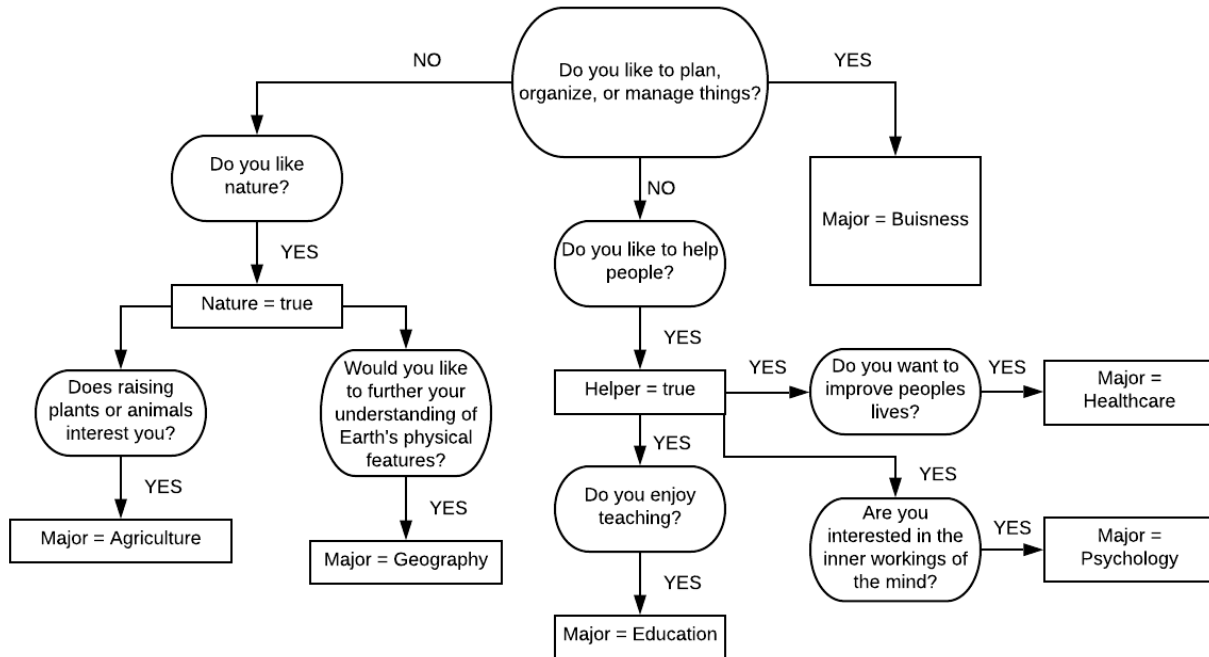 NO
Do you like to plan,
organize, or manage things?
YES
Do you like
nature?
NO
Major = Buisness
YES
Do you like to help
people?
Nature = true
YES
Does raising
plants or animals
interest you?
Would you like
to further your
understanding of
Earth's physical
features?
Helper = true
YES
Do you want to
improve peoples
lives?
YES
Major =
Healthcare
YES
YES
YES
YES
Major = Agriculture
Major = Geography
Do you enjoy
teaching?
Are you
interested in the
inner workings of
the mind?
YES
Major =
Psychology
YES
Major = Education